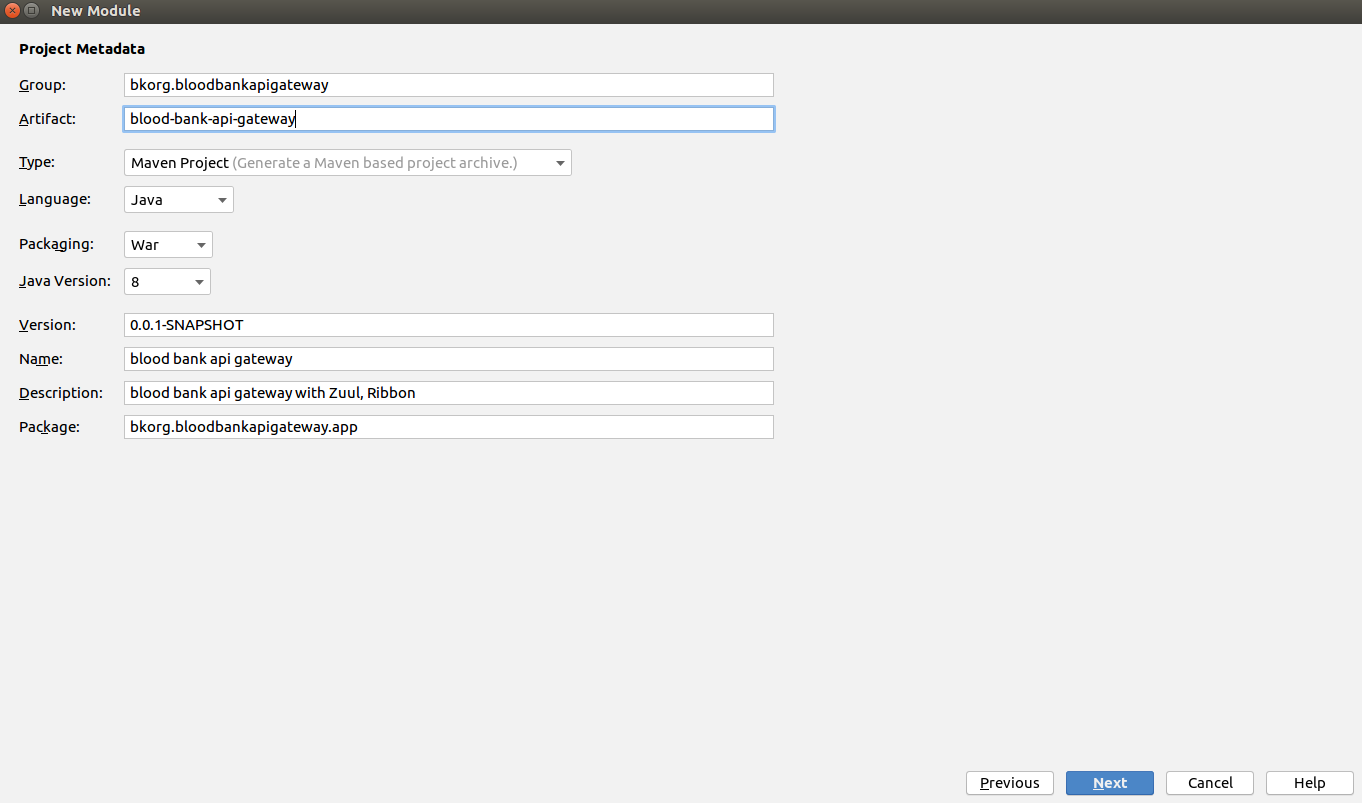 New Module
Project Metadata
Group: bkorg.bloodbankapigateway
Artifact: blood-bank-api-gateway
Type: Maven Project (Generate a Maven based project archive.)
Language: Java
Packaging: War
Java Version: 8
Version: 0.0.1-SNAPSHOT
Name: blood bank api gateway
Description: blood bank api gateway with Zuul, Ribbon
Package: bkorg.bloodbankapigateway.app
Previous Next Cancel Help